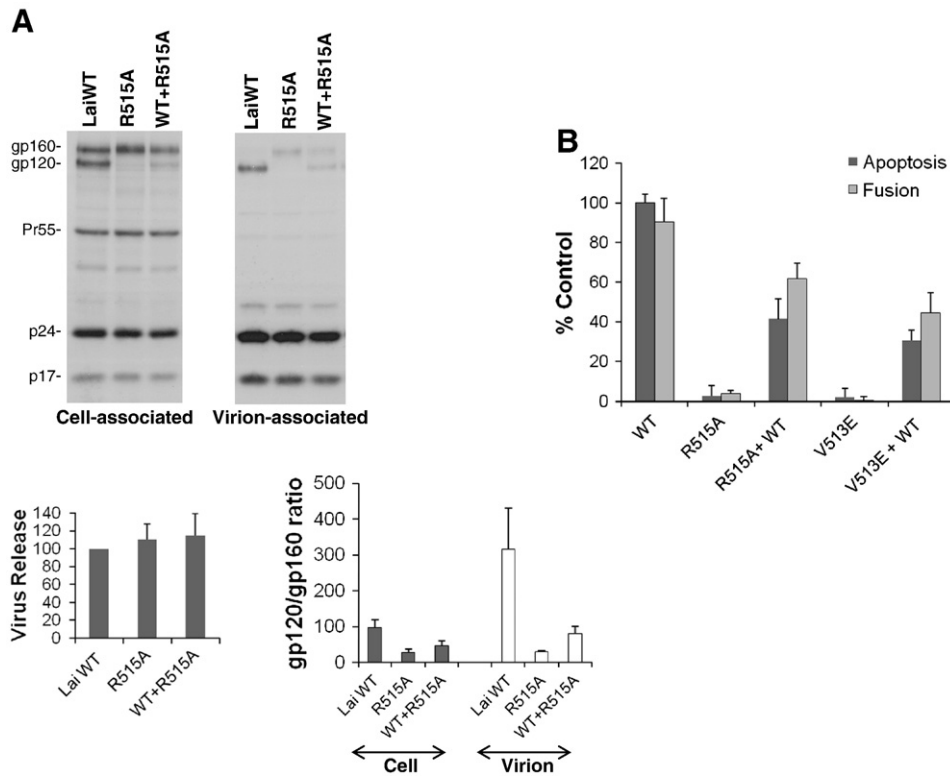 A
LaiWT
R515A
WT+R515A
LaiWT
R515A
WT+R515A
gp160-
gp120-
Pr55-
p24-
p17-
Cell-associated
Virion-associated
B
120
100
80
60
40
20
0
% Control
Apoptosis
Fusion
WT
R515A
R515A+ WT
V513E
V513E + WT
140
120
100
80
60
40
20
0
Virus Release
Lai WT
R515A
WT+R515A
500
400
300
200
100
0
gp120/gp160 ratio
Lai WT
R515A
WT+R515A
Lai WT
R515A
WT+R515A
Cell
Virion